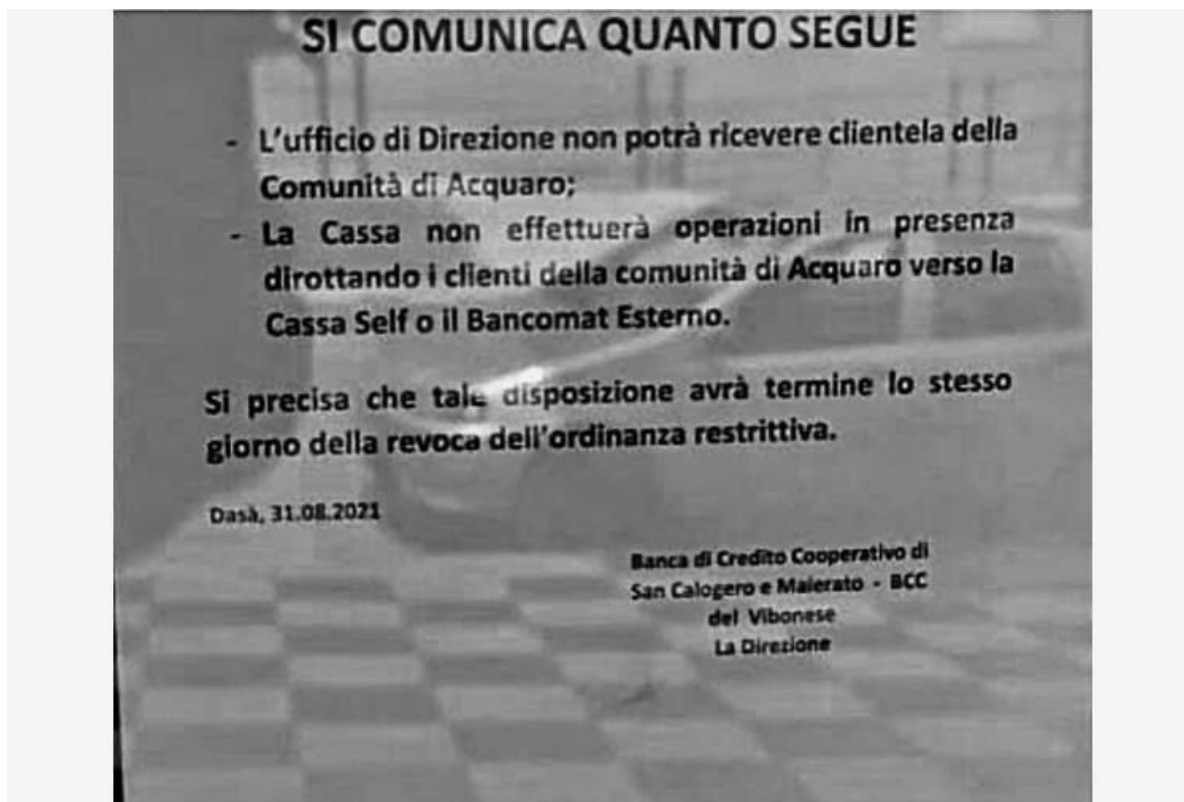 SI COMUNICA QUANTO SEGUE
- L'ufficio di Direzione non potrà ricevere clientela della
Comunità di Acquaro;
- La Cassa non effettuerà operazioni in presenza
dirottando i clienti della comunità di Acquaro verso la
Cassa Self o il Bancomat Esterno.
Si precisa che tale disposizione avrà termine lo stesso
giorno della revoca dell'ordinanza restrittiva.
Dasà, 31.08.2021
Banca di Credito Cooperativo di
San Calogero e Maierato - BCC
del Vibonese
La Direzione